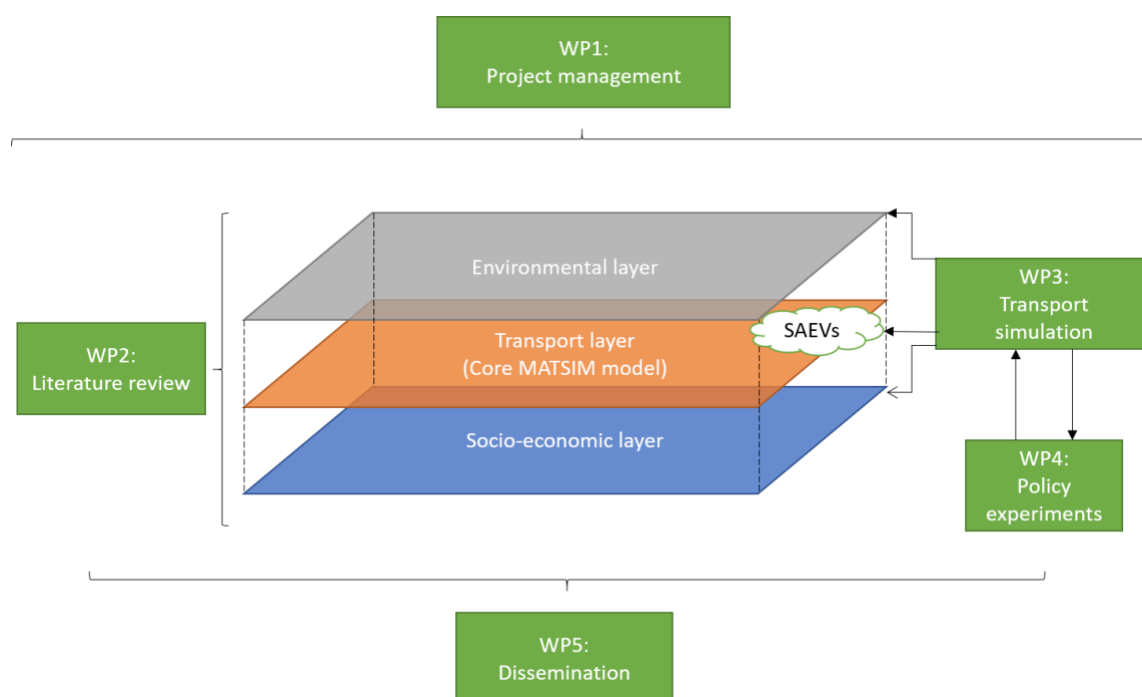 WP1:
Project management
Environmental layer
WP3:
Transport
simulation
SAEVs
Transport layer
(Core MATSIM model)
WP2:
Literature review
Socio-economic layer
WP4:
Policy
experiments
WP5:
Dissemination